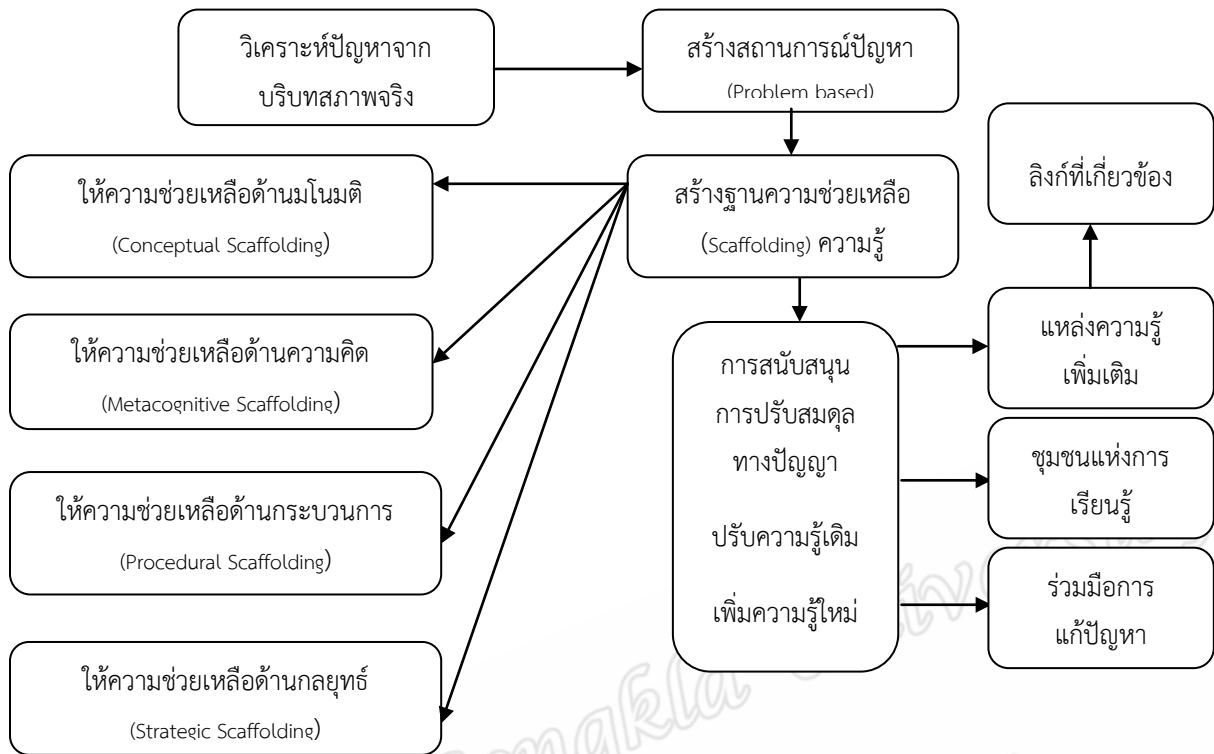 วิเคราะห์ปัญหาจาก
บริบทสภาพจริง
สร้างสถานการณ์ปัญหา
(Problem based)
ให้ความช่วยเหลือด้านมโนมติ
(Conceptual Scaffolding)
สร้างฐานความช่วยเหลือ
(Scaffolding) ความรู้
ลิงก์ที่เกี่ยวข้อง
ให้ความช่วยเหลือด้านความคิด
(Metacognitive Scaffolding)
การสนับสนุน
การปรับสมดุล
ทางปัญญา
ปรับความรู้เดิม
เพิ่มความรู้ใหม่
แหล่งความรู้
เพิ่มเติม
ชุมชนแห่งการ
เรียนรู้
ร่วมมือการ
แก้ปัญหา
ให้ความช่วยเหลือด้านกระบวนการ
(Procedural Scaffolding)
ให้ความช่วยเหลือด้านกลยุทธ์
(Strategic Scaffolding)